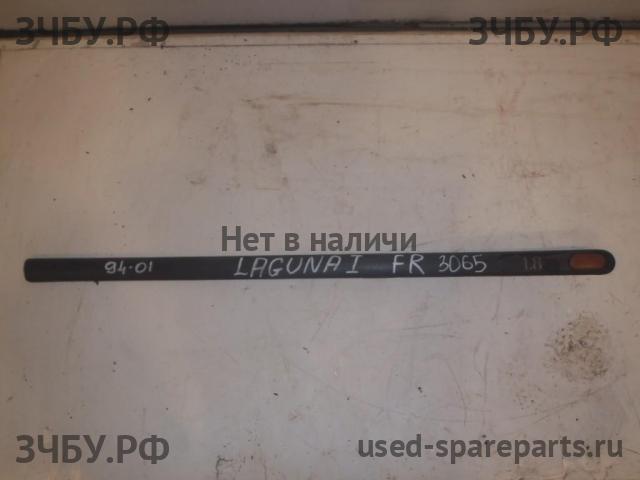 ЗЧБУ.РФ ЗЧБУ.РФ
Нет в наличи
94-01 LAGUNA I FR 3065 1.8
ЗЧБУ.РФ used-spareparts.ru